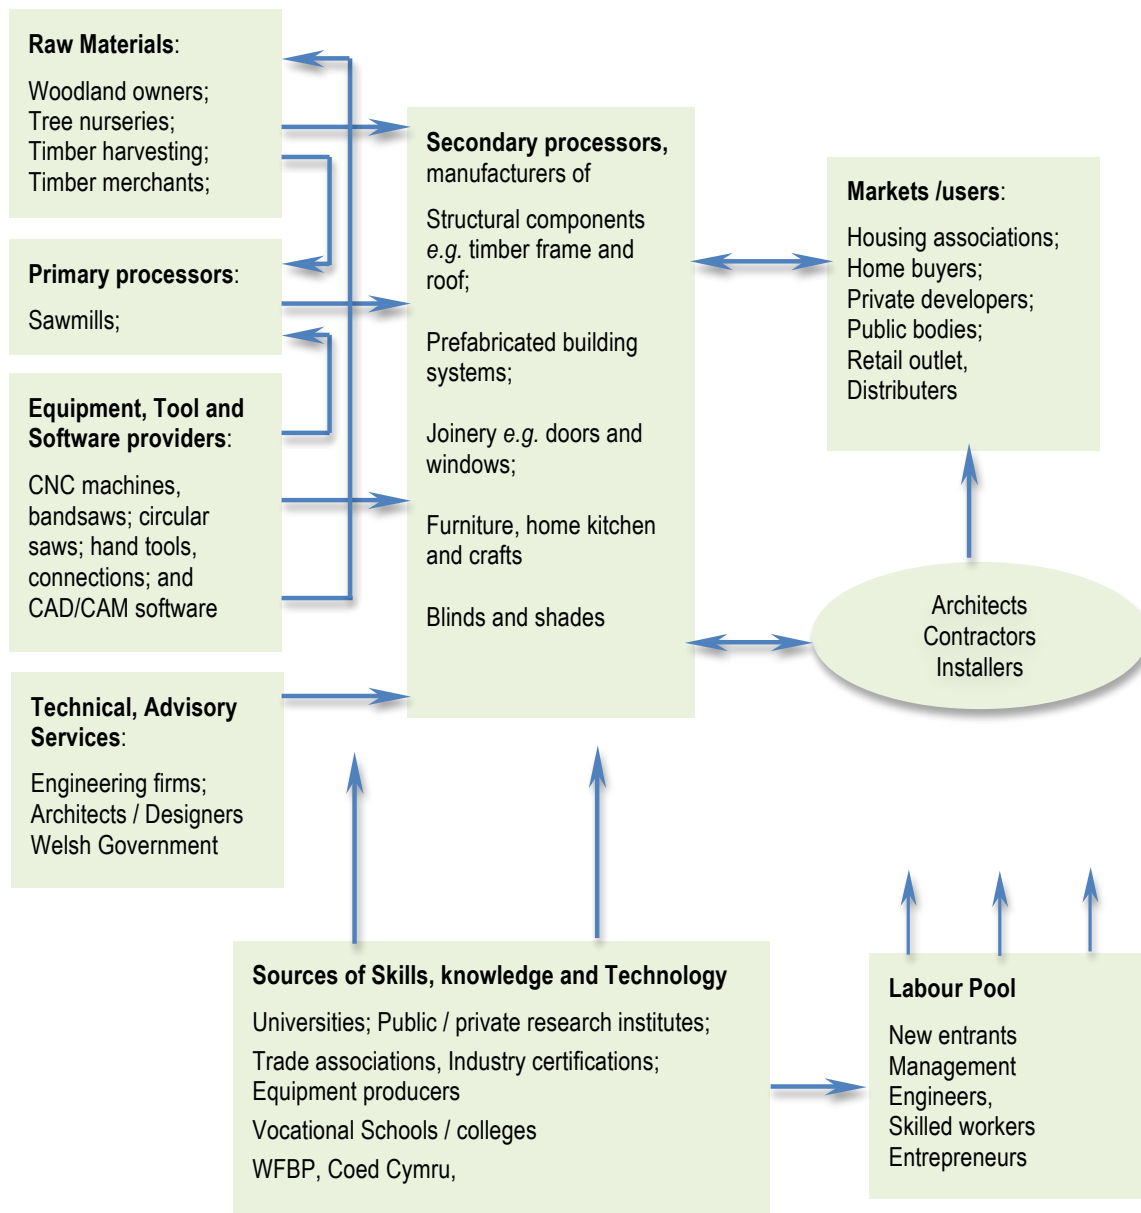 Raw Materials:
Woodland owners;
Tree nurseries;
Timber harvesting;
Timber merchants;
Primary processors:
Sawmills;
Equipment, Tool and
Software providers:
CNC machines,
bandsaws; circular
saws; hand tools,
connections; and
CAD/CAM software
Technical, Advisory
Services:
Engineering firms;
Architects / Designers
Welsh Government
Secondary processors,
manufacturers of
Structural components
e.g. timber frame and
roof;
Prefabricated building
systems;
Joinery e.g. doors and
windows;
Furniture, home kitchen
and crafts
Blinds and shades
Markets /users:
Housing associations;
Home buyers;
Private developers;
Public bodies;
Retail outlet,
Distributers
Architects
Contractors
Installers
Sources of Skills, knowledge and Technology
Universities; Public / private research institutes;
Trade associations, Industry certifications;
Equipment producers
Vocational Schools / colleges
WFBP, Coed Cymru,
Labour Pool
New entrants
Management
Engineers,
Skilled workers
Entrepreneurs